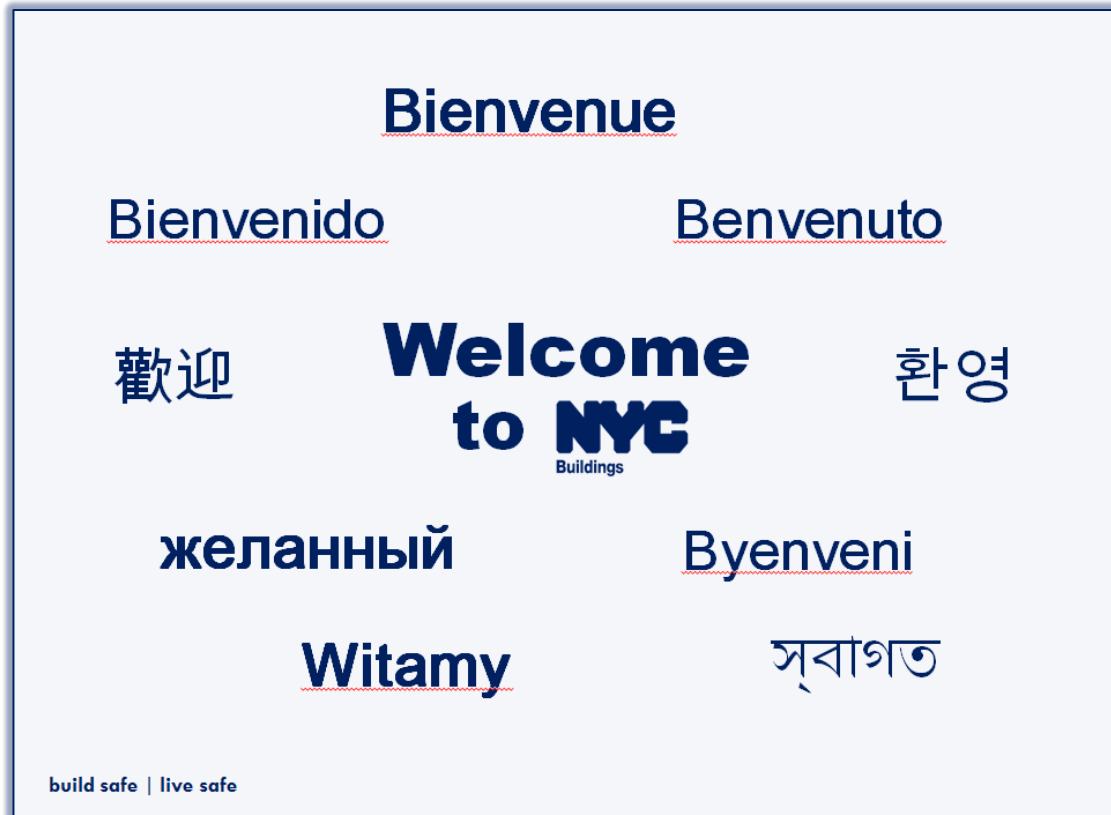 Bienvenue
Bienvenido
Benvenuto
歡迎
Welcome
to NYC
Buildings
환영
желанный
Byenveni
Witamy
স্‌বাগত
build safe | live safe